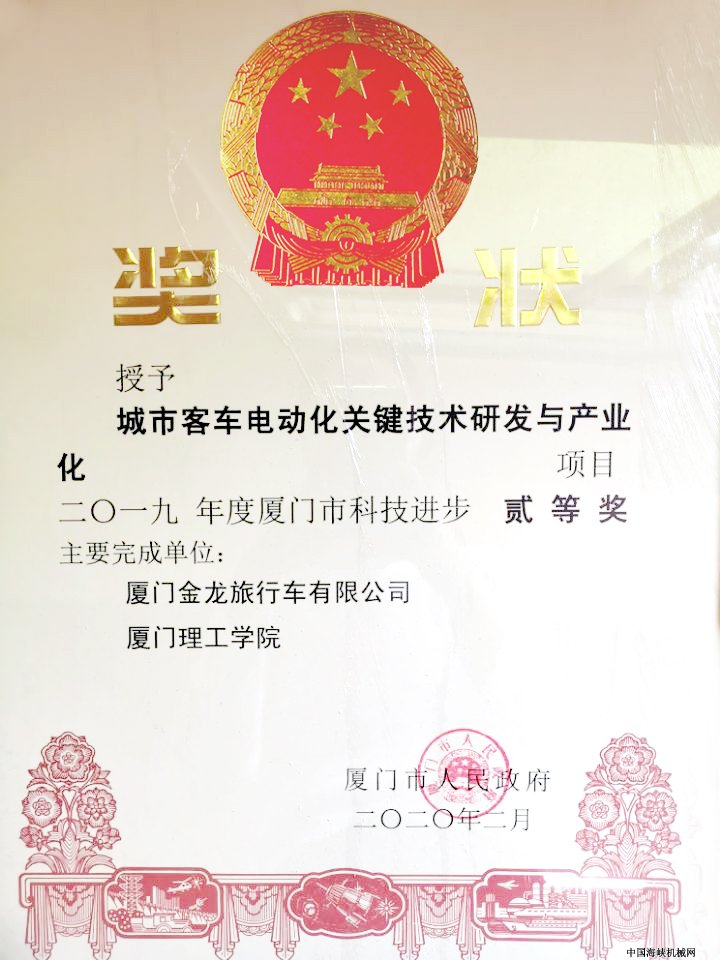 奖 状
授予
城市客车电动化关键技术研发与产业
化 项目
二〇一九 年度厦门市科技进步 贰等奖
主要完成单位：
厦门金龙旅行车有限公司
厦门理工学院
厦门市人民政府
二〇二〇年二月
中国海峡机械网